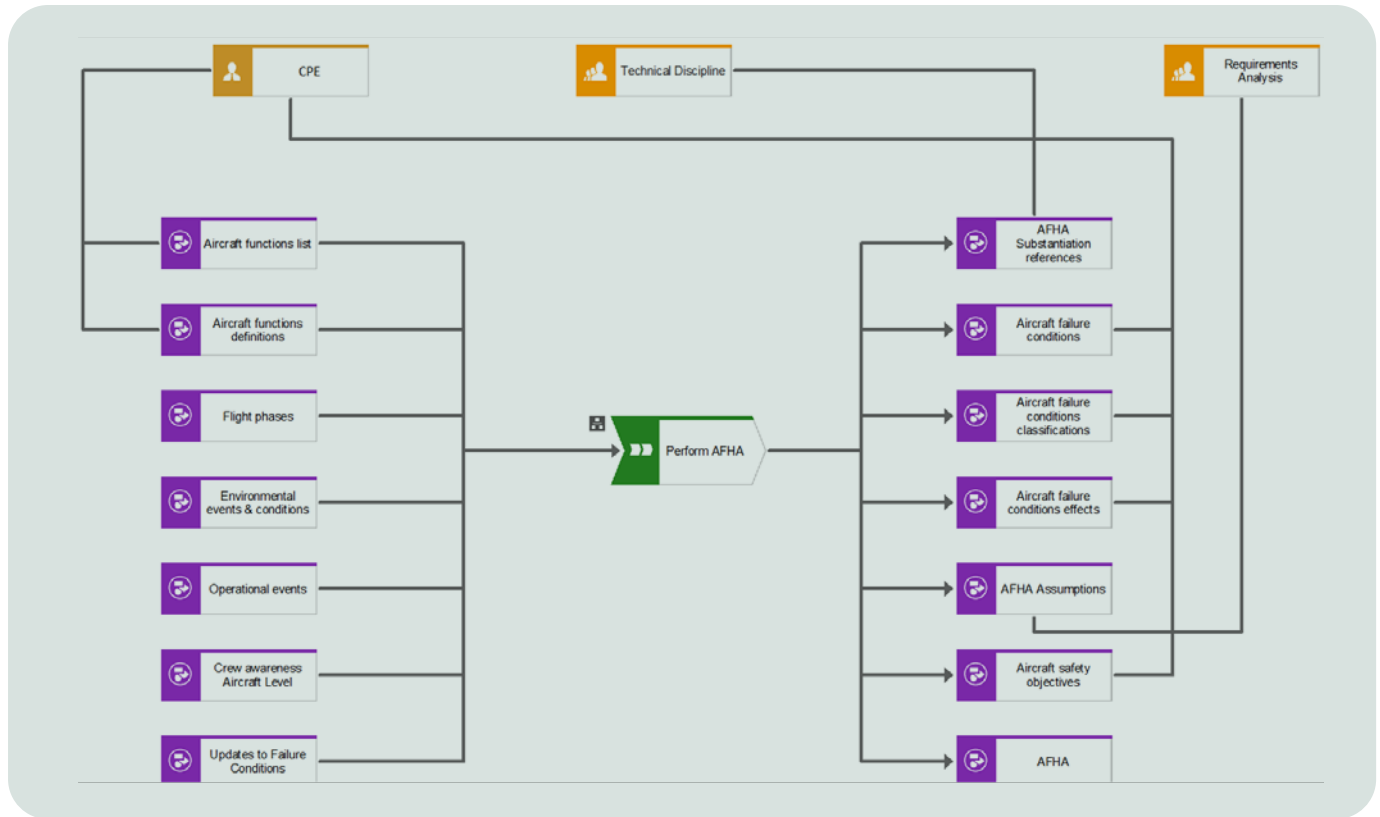 CPE
Technical Discipline
Requirements
Analysis
Aircraft functions list
Aircraft functions
definitions
Flight phases
Environmental
events & conditions
Operational events
Crew awareness
Aircraft Level
Updates to Failure
Conditions
Perform AFHA
AFHA
Substantiation
references
Aircraft failure
conditions
Aircraft failure
conditions
classifications
Aircraft failure
conditions effects
AFHA Assumptions
Aircraft safety
objectives
AFHA